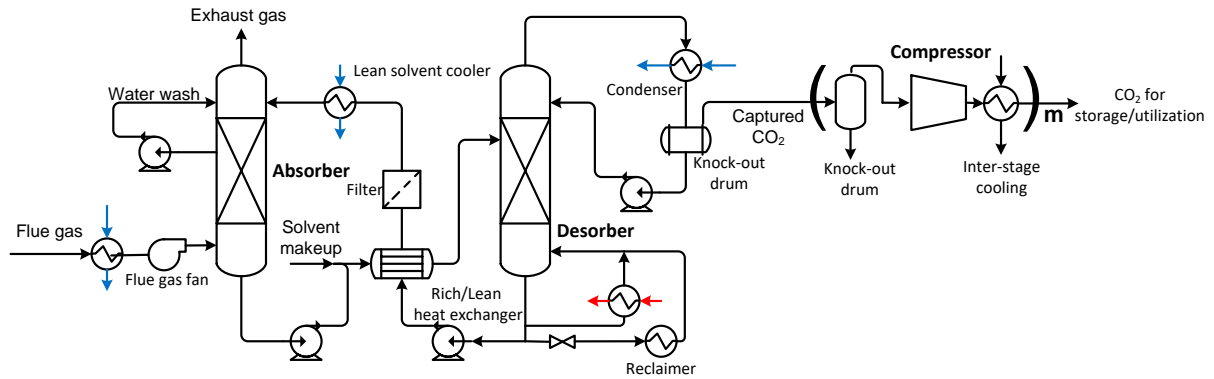 Exhaust gas
Water wash
Lean solvent cooler
Absorber
Filter
Flue gas
Flue gas fan
Solvent
makeup
Rich/Lean
heat exchanger
Condenser
Knock-out
drum
Desorber
Reclaimer
Captured
CO₂
Compressor
Knock-out
drum
Inter-stage
cooling
m
CO₂ for
storage/utilization